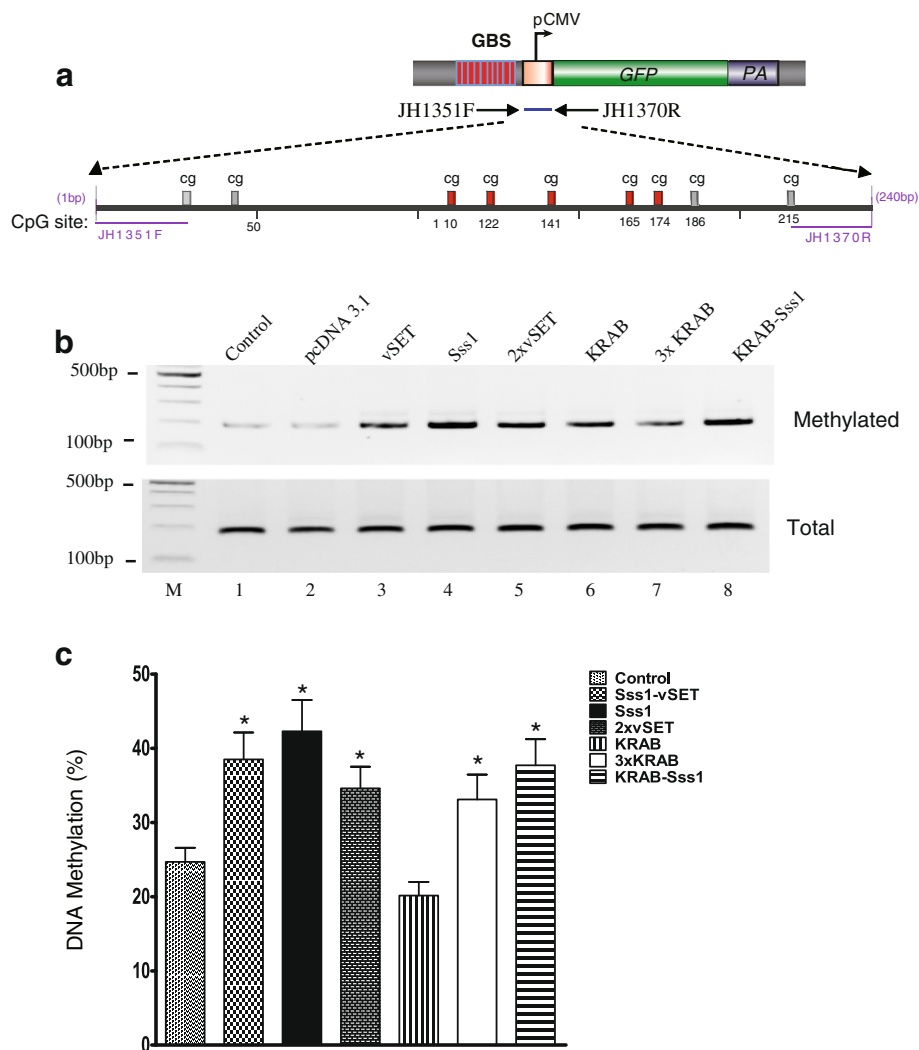 a
GBS
pCMV
GFP
PA
JH1351F
JH1370R
cg cg cg cg cg cg cg cg cg
(1bp)
(240bp)
CpG site:
50 1 10 122 141 165 174 186 215
JH1351F
JH1370R
b
Control pcDNA 3.1 vSET Sss1 2xvSET KRAB 3x KRAB KRAB-Sss1
500bp
100bp
Methylated
500bp
100bp
Total
M 1 2 3 4 5 6 7 8
c
DNA Methylation (%)
50
40
30
20
10
0
* * * * *
Control
Sss1-vSET
Sss1
2xvSET
KRAB
3xKRAB
KRAB-Sss1